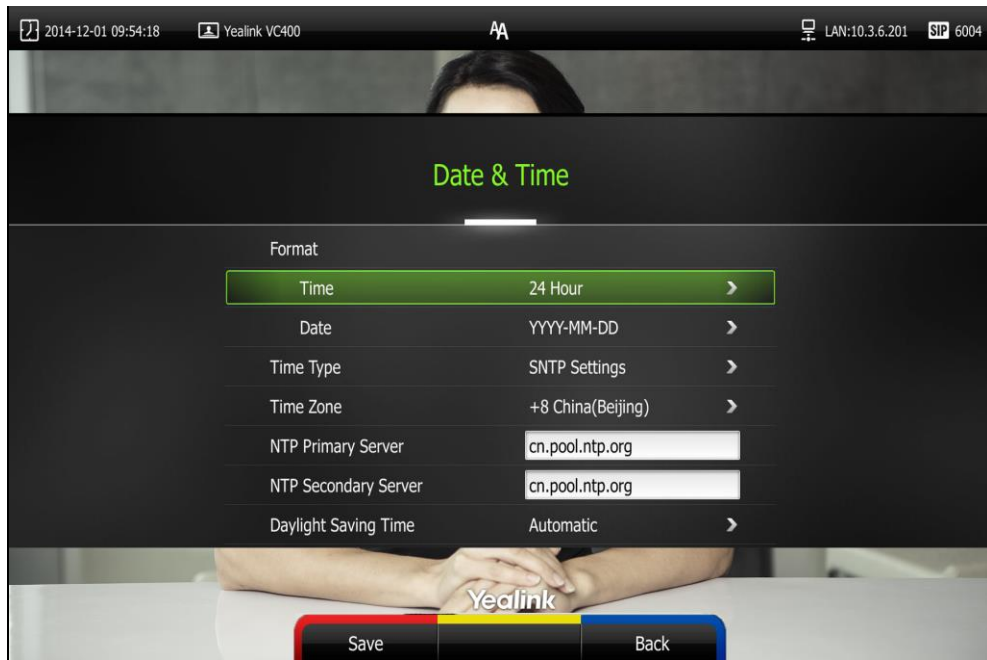 2014-12-01 09:54:18 Yealink VC400 AA LAN:10.3.6.201 SIP 6004
Date & Time
Format
Time 24 Hour
Date YYYY-MM-DD
Time Type SNTP Settings
Time Zone +8 China(Beijing)
NTP Primary Server cn.pool.ntp.org
NTP Secondary Server cn.pool.ntp.org
Daylight Saving Time Automatic
Yealink
Save Back